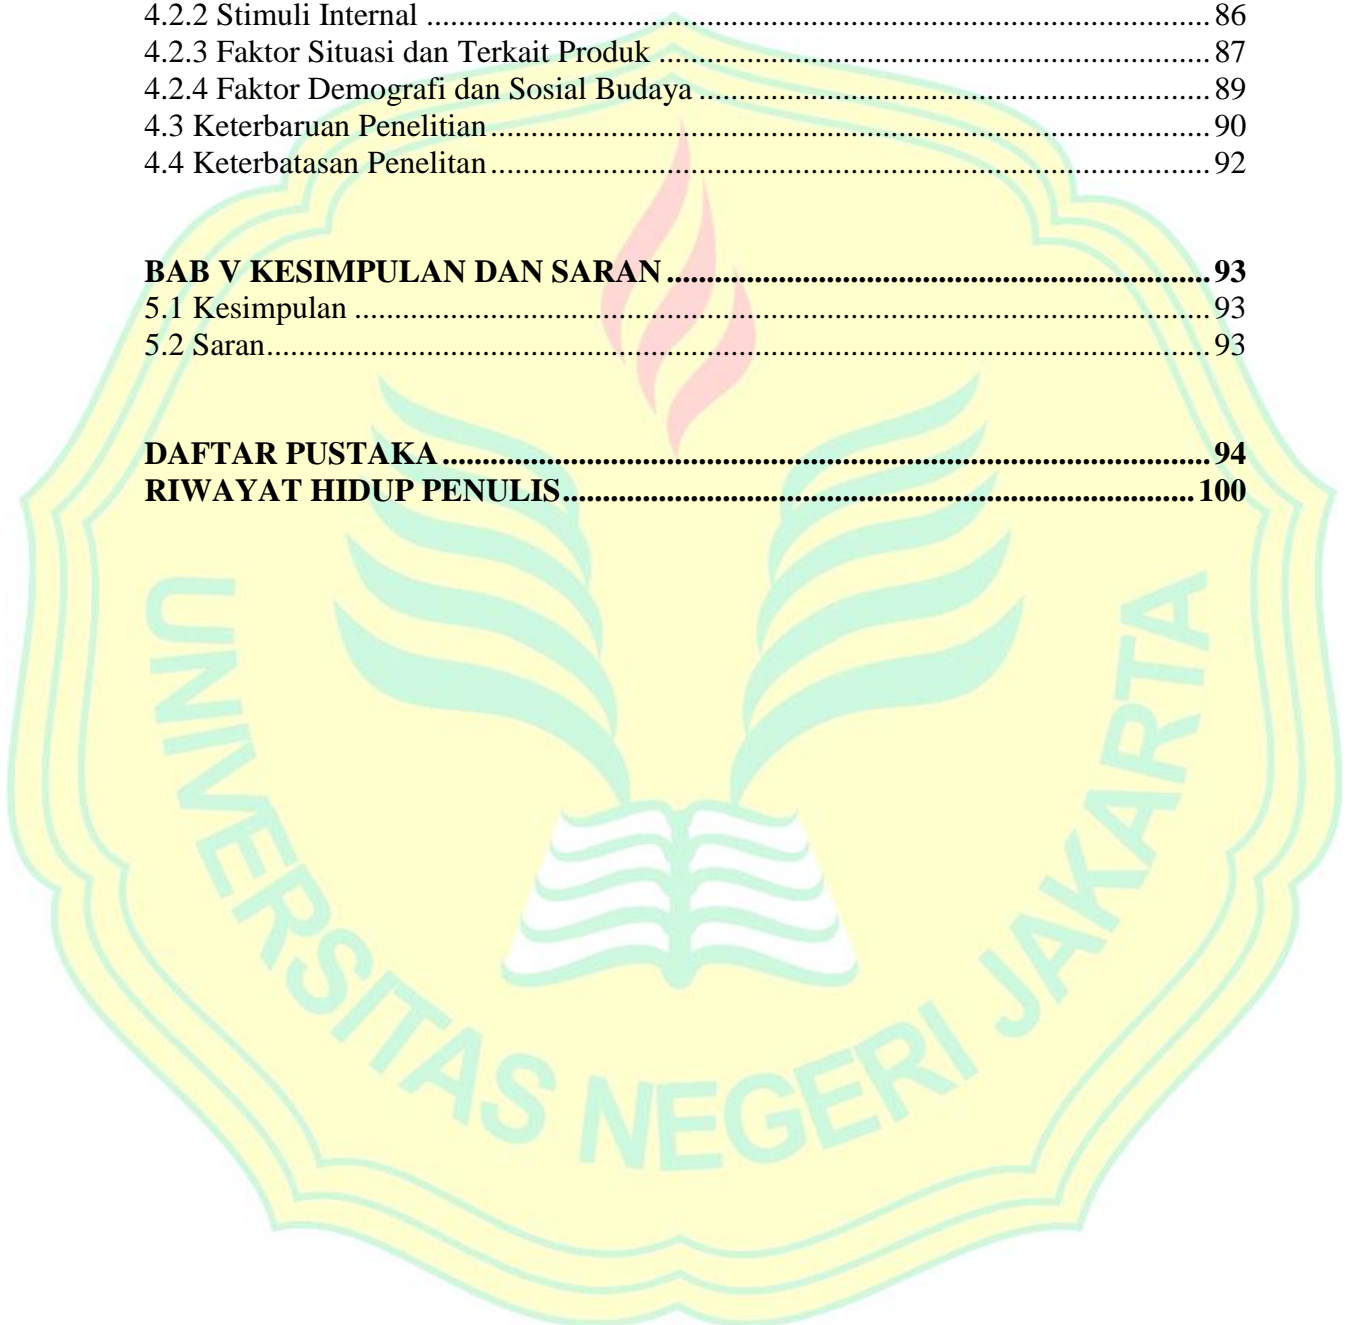 4.2.2 Stimuli Internal .................................................................................................. 86
4.2.3 Faktor Situasi dan Terkait Produk ..................................................................... 87
4.2.4 Faktor Demografi dan Sosial Budaya ................................................................ 89
4.3 Keterbaruan Penelitian .......................................................................................... 90
4.4 Keterbatasan Penelitan .......................................................................................... 92
BAB V KESIMPULAN DAN SARAN .................................................................... 93
5.1 Kesimpulan ........................................................................................................... 93
5.2 Saran...................................................................................................................... 93
DAFTAR PUSTAKA ................................................................................................ 94
RIWAYAT HIDUP PENULIS ............................................................................... 100
UNIVERSITAS NEGERI JAKARTA